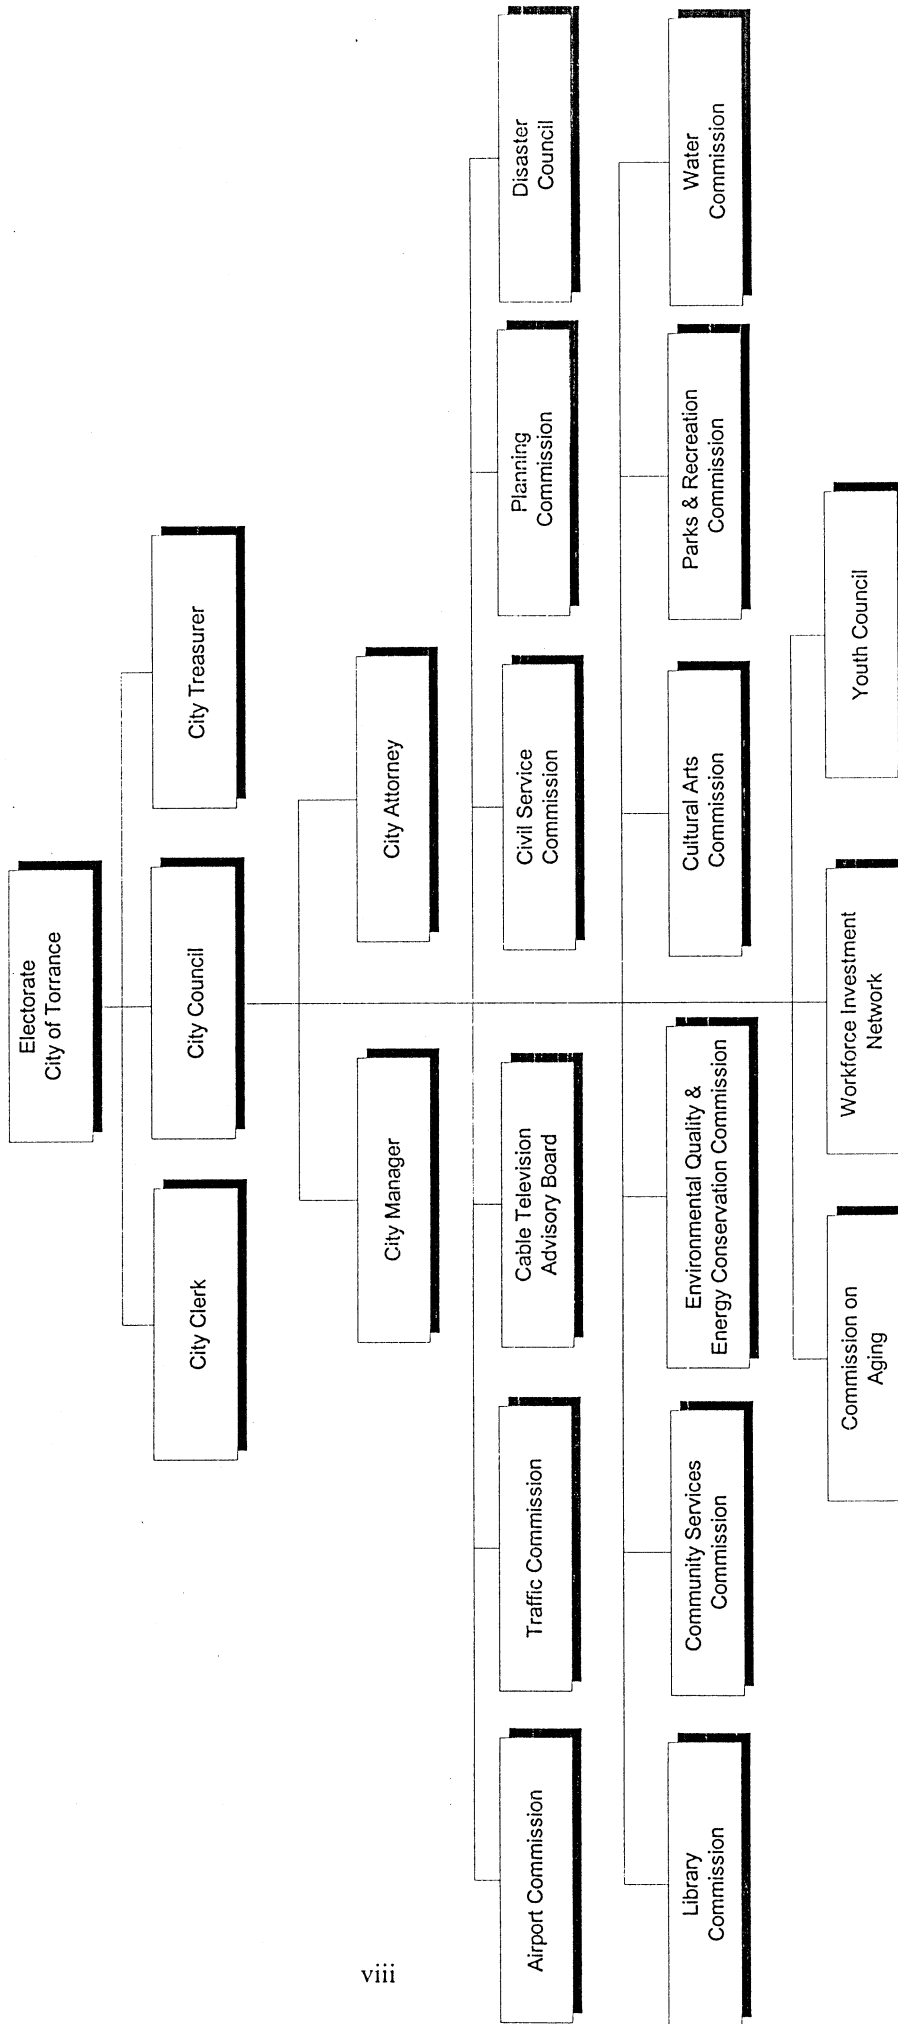 Electorate
City of Torrance
City Clerk
City Council
City Treasurer
City Manager
City Attorney
Airport Commission
Traffic Commission
Cable Television
Advisory Board
Civil Service
Commission
Planning
Commission
Disaster
Council
Library
Commission
Community Services
Commission
Environmental Quality &
Energy Conservation Commission
Cultural Arts
Commission
Parks & Recreation
Commission
Water
Commission
Commission on
Aging
Workforce Investment
Network
Youth Council
viii